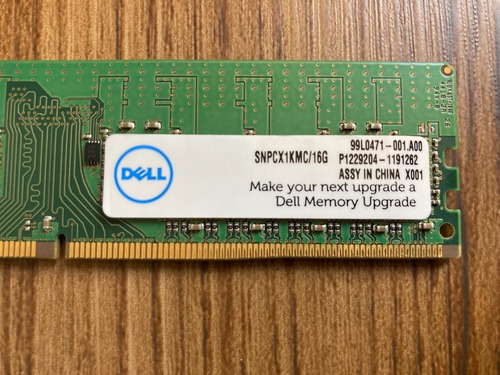 DELL
SNPCX1KMC/16G
99L0471-001.A00
P1229204-1191262
ASSY IN CHINA X001
Make your next upgrade a
Dell Memory Upgrade